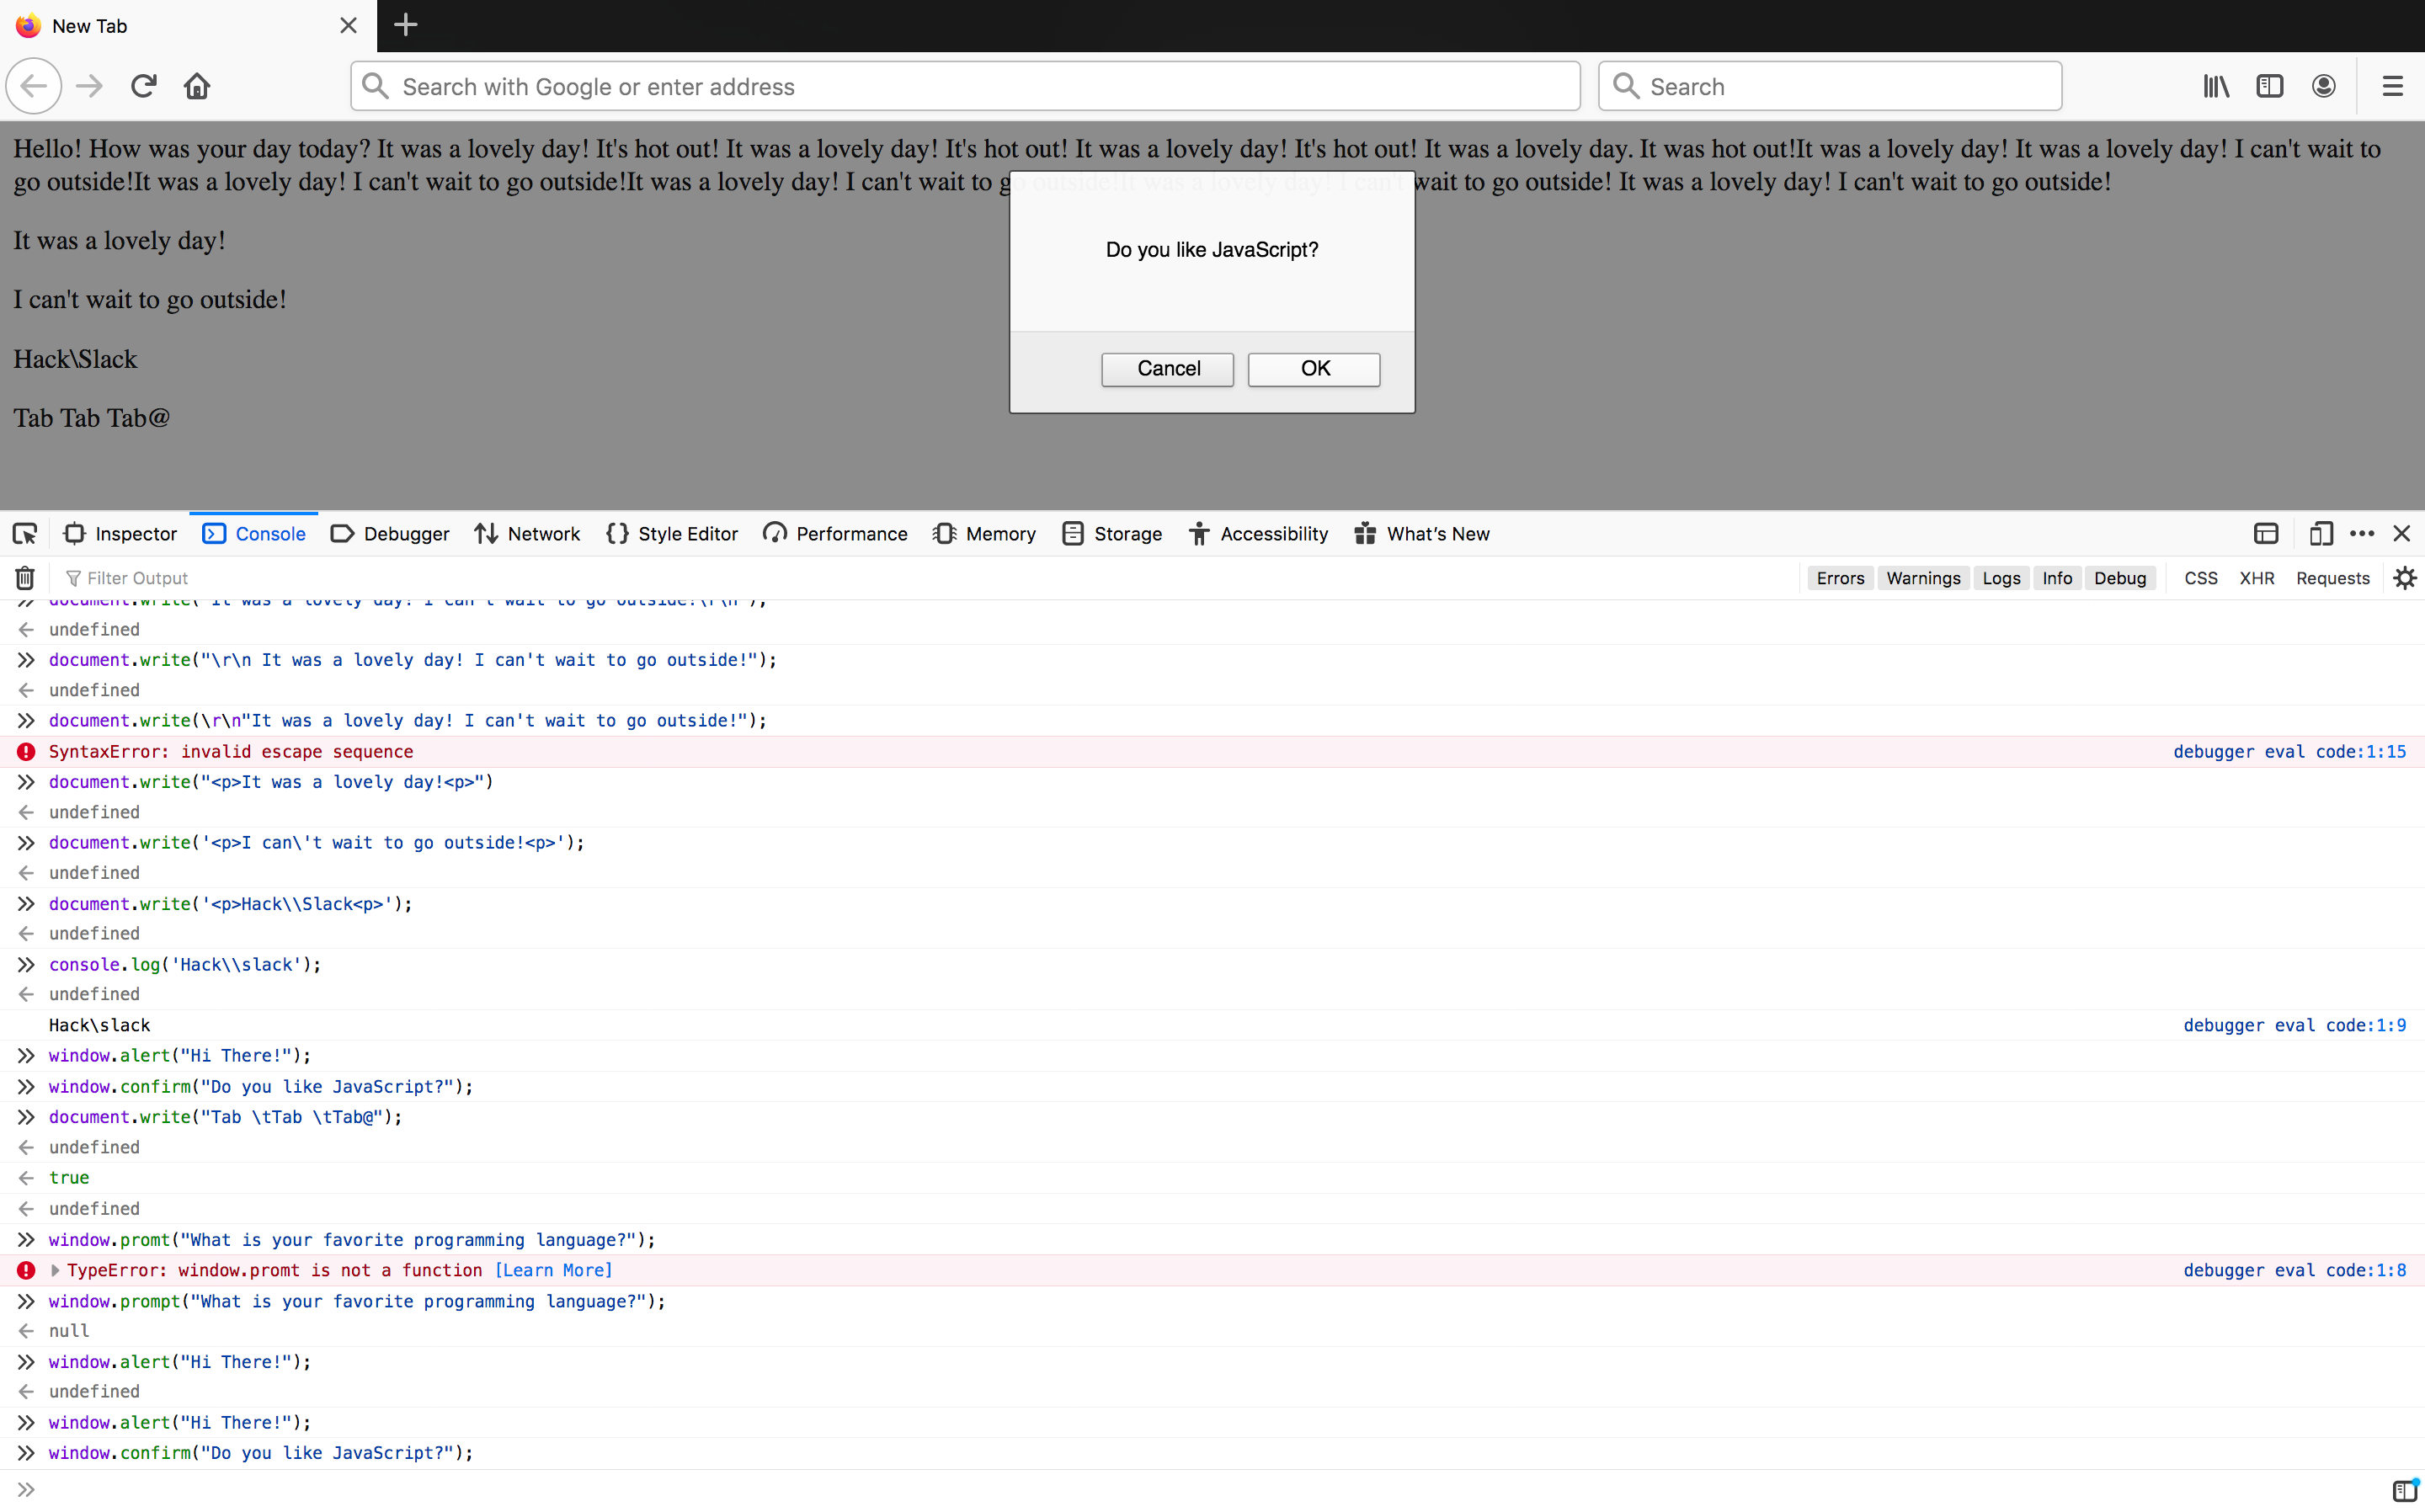 New Tab
Search with Google or enter address
Search
Hello! How was your day today? It was a lovely day! It's hot out! It was a lovely day! It's hot out! It was a lovely day! It's hot out! It was a lovely day. It was hot out!It was a lovely day! It was a lovely day! I can't wait to
go outside!It was a lovely day! I can't wait to go outside!It was a lovely day! I can't wait to go outside!It was a lovely day! I can't wait to go outside! It was a lovely day! I can't wait to go outside!
It was a lovely day!
I can't wait to go outside!
Hack\Slack
Tab Tab Tab@
Do you like JavaScript?
Cancel OK
Inspector Console Debugger Network {} Style Editor Performance Memory Storage Accessibility What's New
Filter Output Errors Warnings Logs Info Debug CSS XHR Requests
document.write("It was a lovely day! I can't wait to go outside!\r\n");
undefined
document.write("\r\n It was a lovely day! I can't wait to go outside!");
undefined
document.write(\r\n"It was a lovely day! I can't wait to go outside!");
SyntaxError: invalid escape sequence debugger eval code:1:15
document.write("<p>It was a lovely day!<p>")
undefined
document.write('<p>I can\'t wait to go outside!<p>');
undefined
document.write('<p>Hack\\Slack<p>');
undefined
console.log('Hack\\slack');
undefined
Hack\slack debugger eval code:1:9
window.alert("Hi There!");
window.confirm("Do you like JavaScript?");
document.write("Tab \tTab \tTab@");
undefined
true
undefined
window.promt("What is your favorite programming language?");
TypeError: window.promt is not a function [Learn More] debugger eval code:1:8
window.prompt("What is your favorite programming language?");
null
window.alert("Hi There!");
undefined
window.alert("Hi There!");
window.confirm("Do you like JavaScript?");